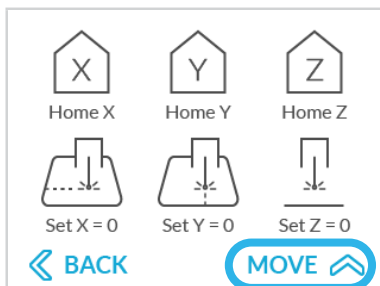 X Y Z
Home X Home Y Home Z
Set X = 0 Set Y = 0 Set Z = 0
BACK MOVE